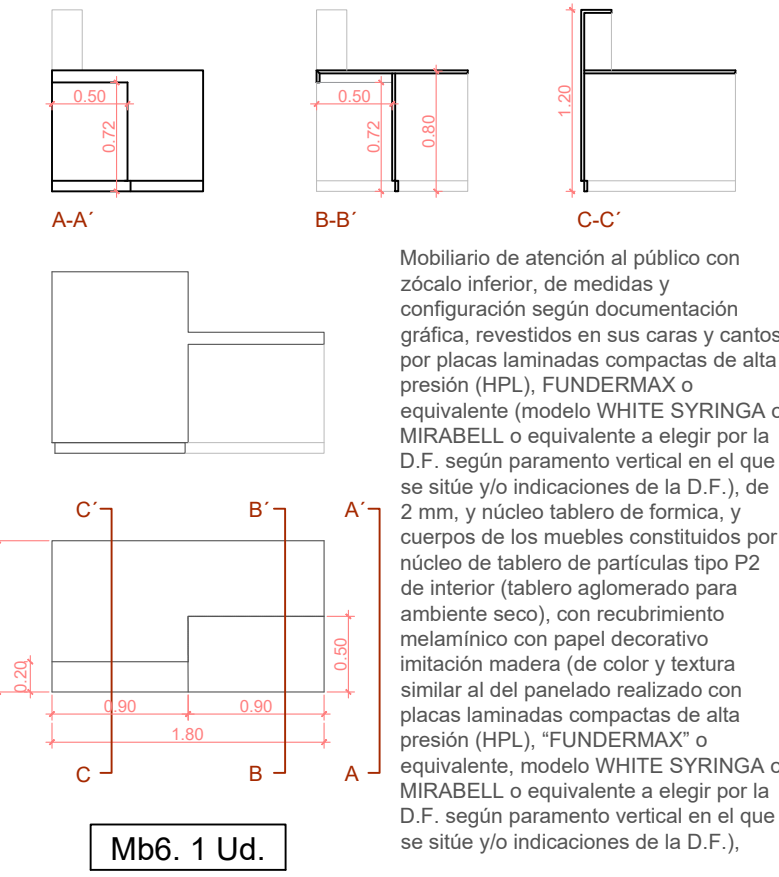 0.50
0.72
A-A´
0.50
0.72
0.80
B-B´
1.20
C-C´
Mobiliario de atención al público con
zócalo inferior, de medidas y
configuración según documentación
gráfica, revestidos en sus caras y cantos
por placas laminadas compactas de alta
presión (HPL), FUNDERMAX o
equivalente (modelo WHITE SYRINGA o
MIRABELL o equivalente a elegir por la
D.F. según paramento vertical en el que
se sitúe y/o indicaciones de la D.F.), de
2 mm, y núcleo tablero de formica, y
cuerpos de los muebles constituidos por
núcleo de tablero de partículas tipo P2
de interior (tablero aglomerado para
ambiente seco), con recubrimiento
melamínico con papel decorativo
imitación madera (de color y textura
similar al del panelado realizado con
placas laminadas compactas de alta
presión (HPL), “FUNDERMAX” o
equivalente, modelo WHITE SYRINGA o
MIRABELL o equivalente a elegir por la
D.F. según paramento vertical en el que
se sitúe y/o indicaciones de la D.F.),
C´
B´
A´
0.20
0.50
0.90
0.90
1.80
C
B
A
Mb6. 1 Ud.